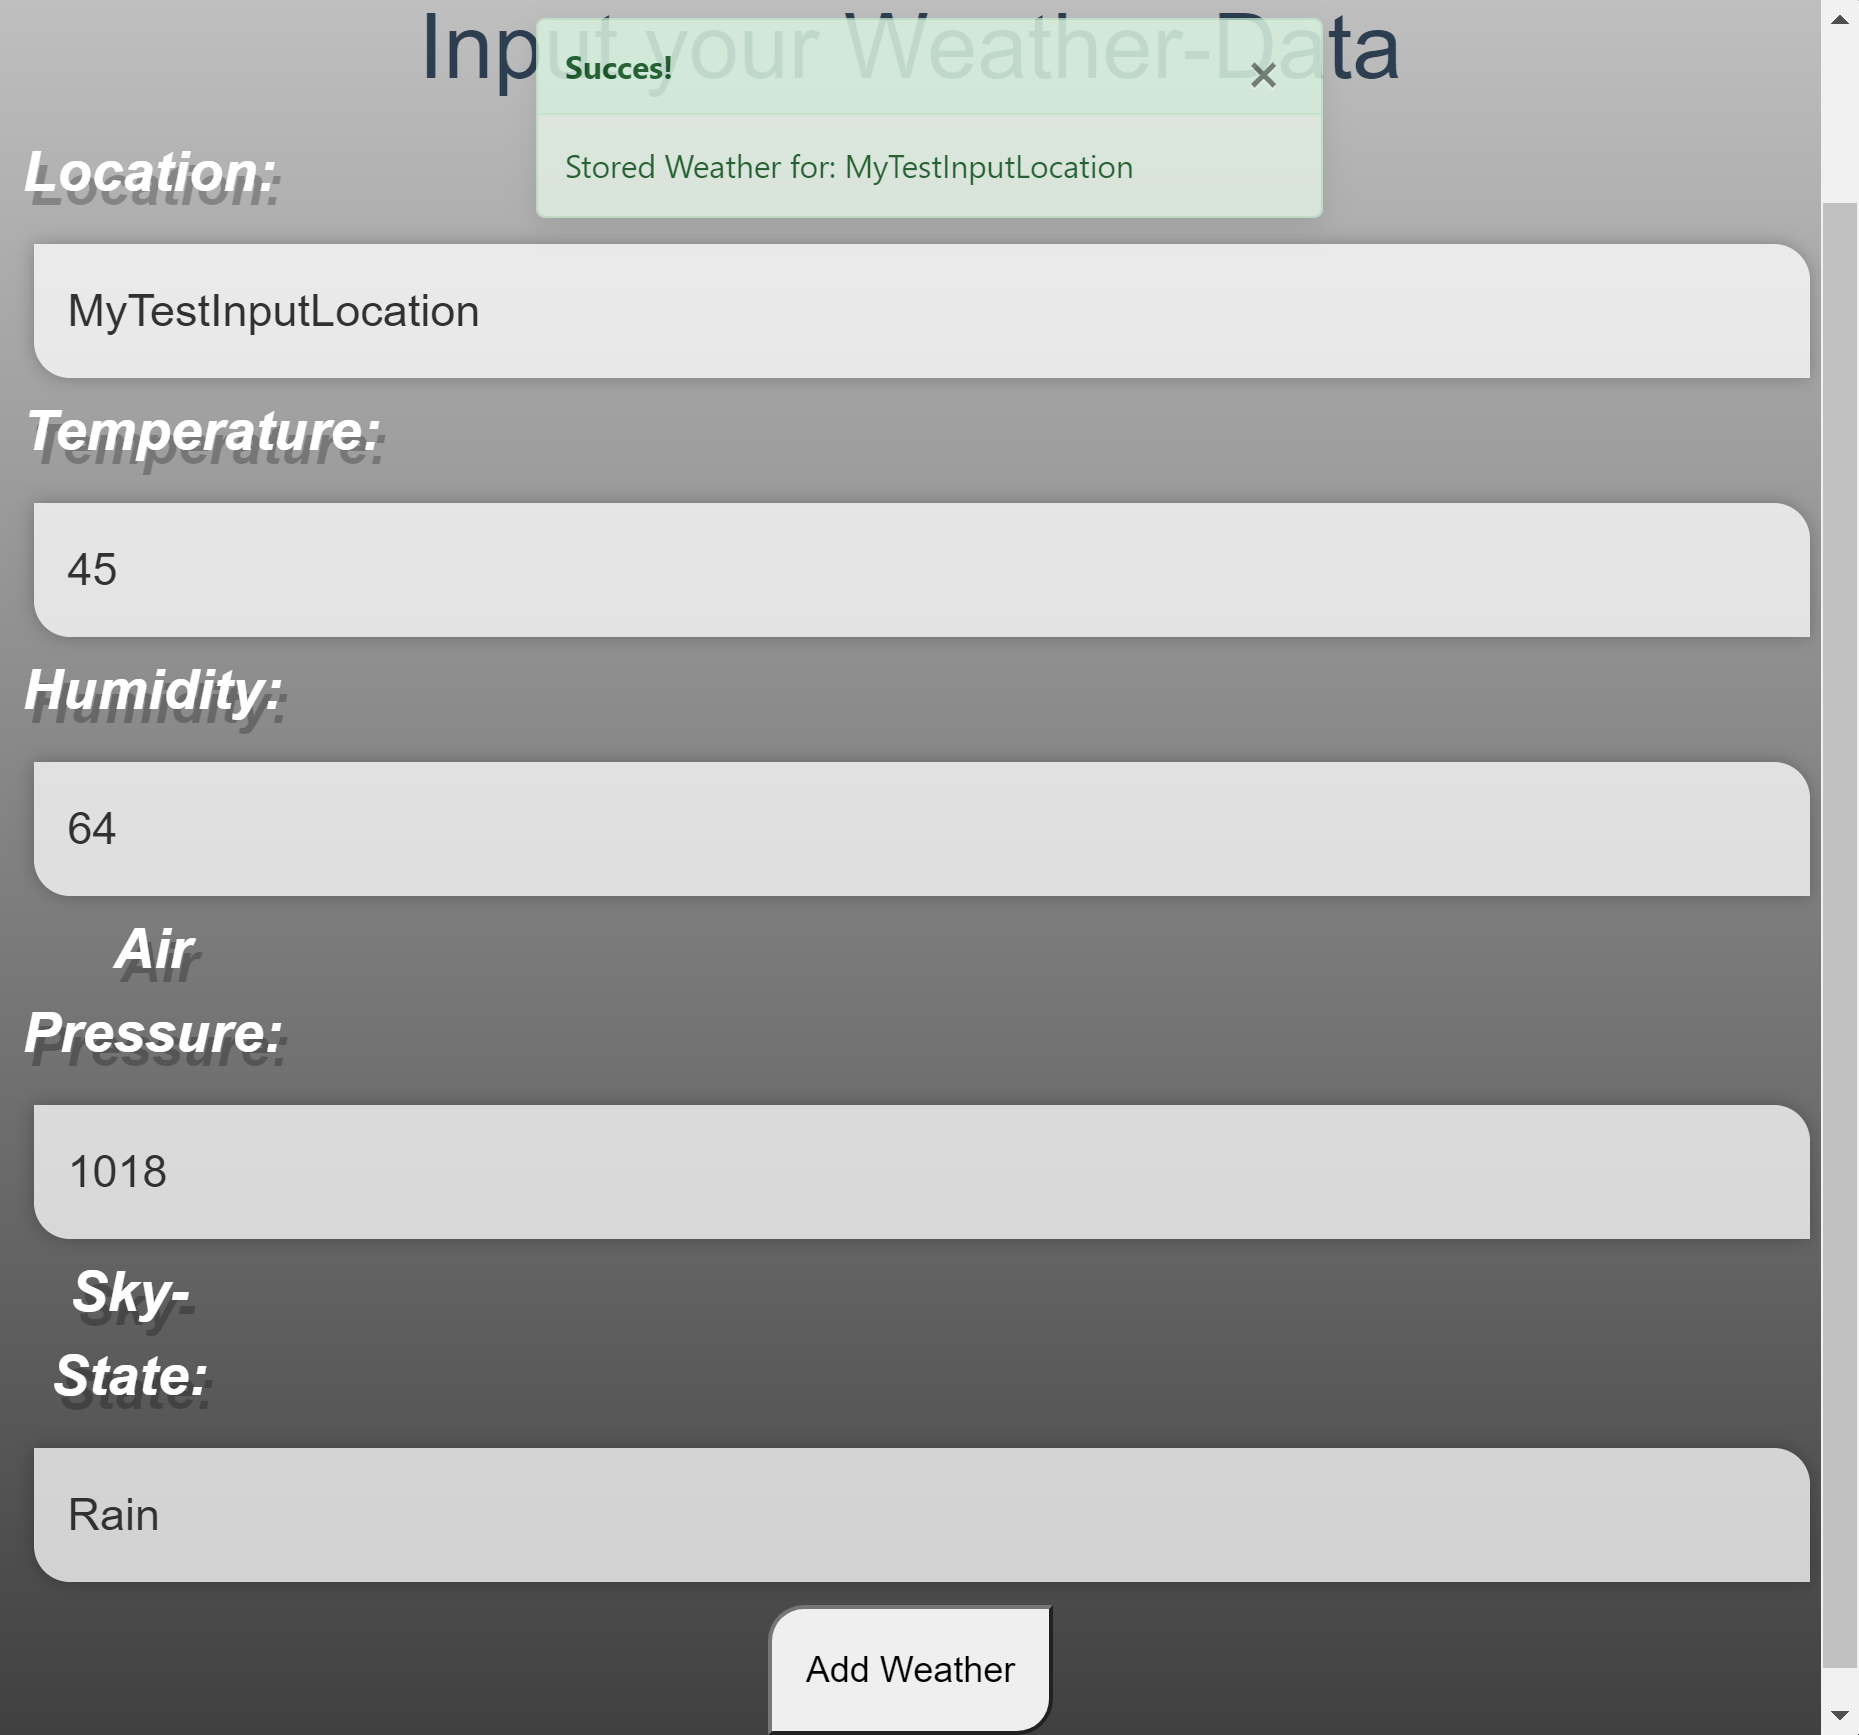 Input your Weather-Data
Succes!
×
Stored Weather for: MyTestInputLocation
Location:
MyTestInputLocation
Temperature:
45
Humidity:
64
Air
Pressure:
1018
Sky-
State:
Rain
Add Weather